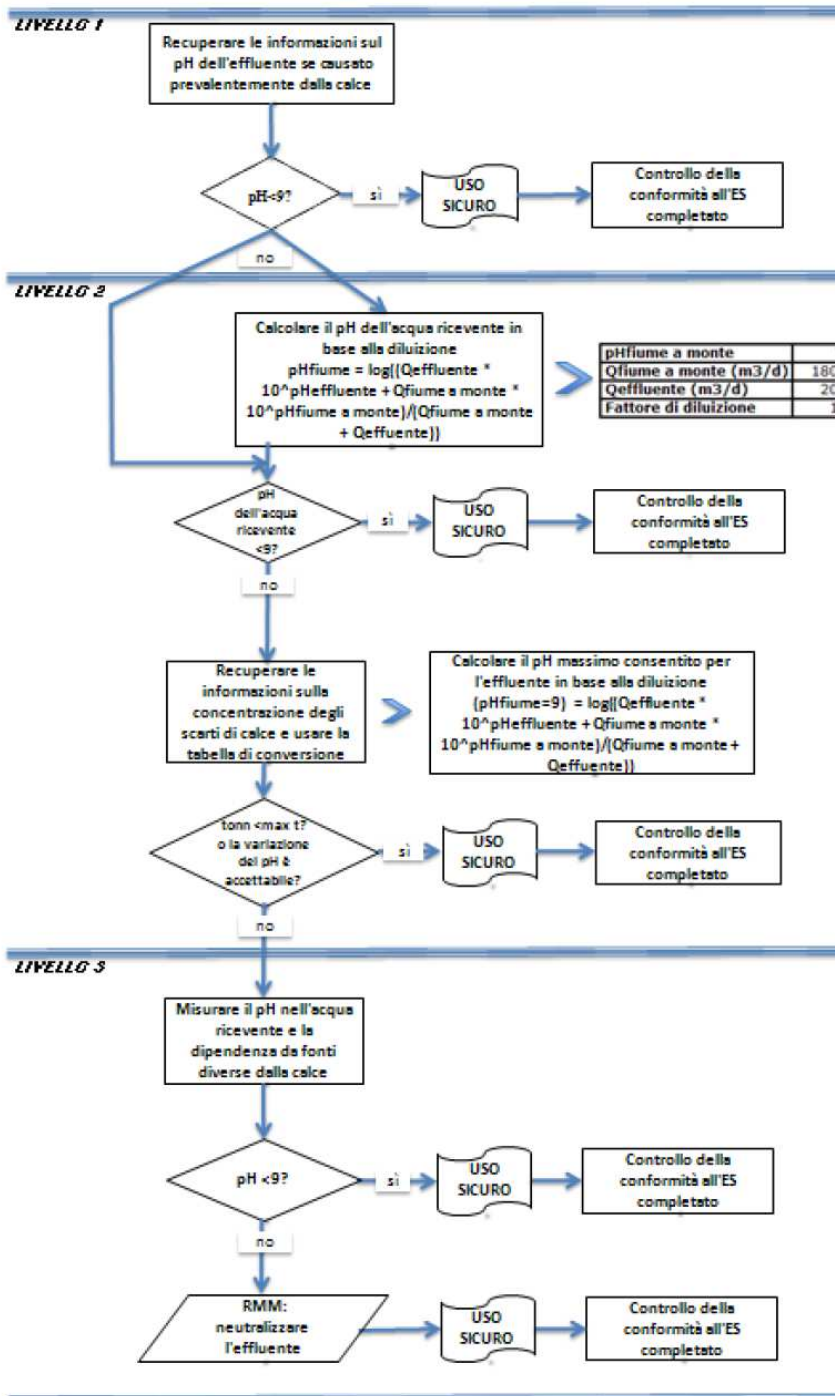 LIVELLO 1
Recuperare le informazioni sul
pH dell'effluente se causato
prevalentemente dalla calce
pH<9?
sì
USO
SICURO
Controllo della
conformità all'ES
completato
no
LIVELLO 2
Calcolare il pH dell'acqua ricevente in
base alla diluizione
pHfiume = log((Qeffluente *
10^pHeffluente + Qfiume a monte *
10^pHfiume a monte)/(Qfiume a monte
+ Qeffuente))
pHfiume a monte
Qfiume a monte (m3/d) 180
Qeffluente (m3/d) 20
Fattore di diluizione 1
pH
dell'acqua
ricevente
<9?
sì
USO
SICURO
Controllo della
conformità all'ES
completato
no
Recuperare le
informazioni sulla
concentrazione degli
scarti di calce e usare la
tabella di conversione
Calcolare il pH massimo consentito per
l'effluente in base alla diluizione
(pHfiume=9) = log((Qeffluente *
10^pHeffluente + Qfiume a monte *
10^pHfiume a monte)/(Qfiume a monte +
Qeffuente))
tonn <max t?
o la variazione
del pH è
accettabile?
sì
USO
SICURO
Controllo della
conformità all'ES
completato
no
LIVELLO 3
Misurare il pH nell'acqua
ricevente e la
dipendenza da fonti
diverse dalla calce
pH <9?
sì
USO
SICURO
Controllo della
conformità all'ES
completato
no
RMM:
neutralizzare
l'effluente
USO
SICURO
Controllo della
conformità all'ES
completato